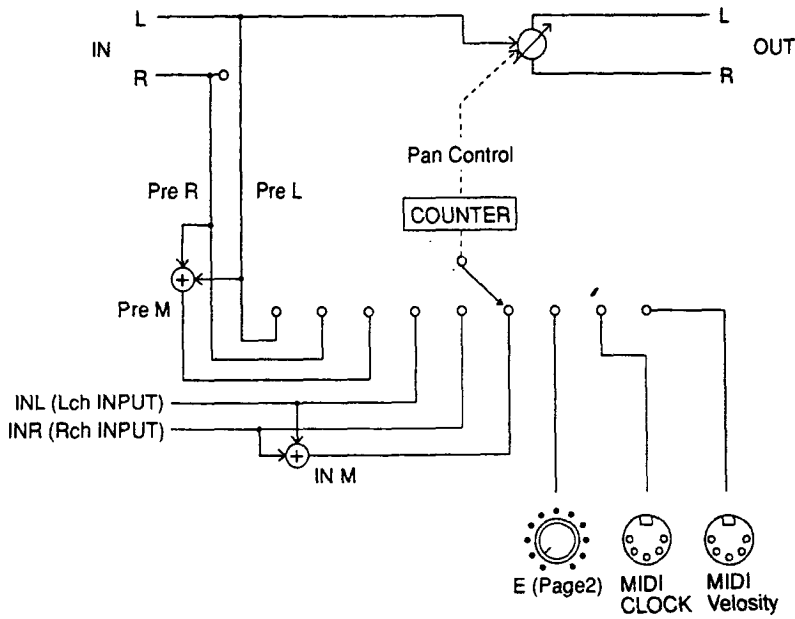 L
L
IN
OUT
R
R
Pan Control
Pre R
Pre L
COUNTER
Pre M
INL (Lch INPUT)
INR (Rch INPUT)
IN M
E (Page2)
MIDI
CLOCK
MIDI
Velosity